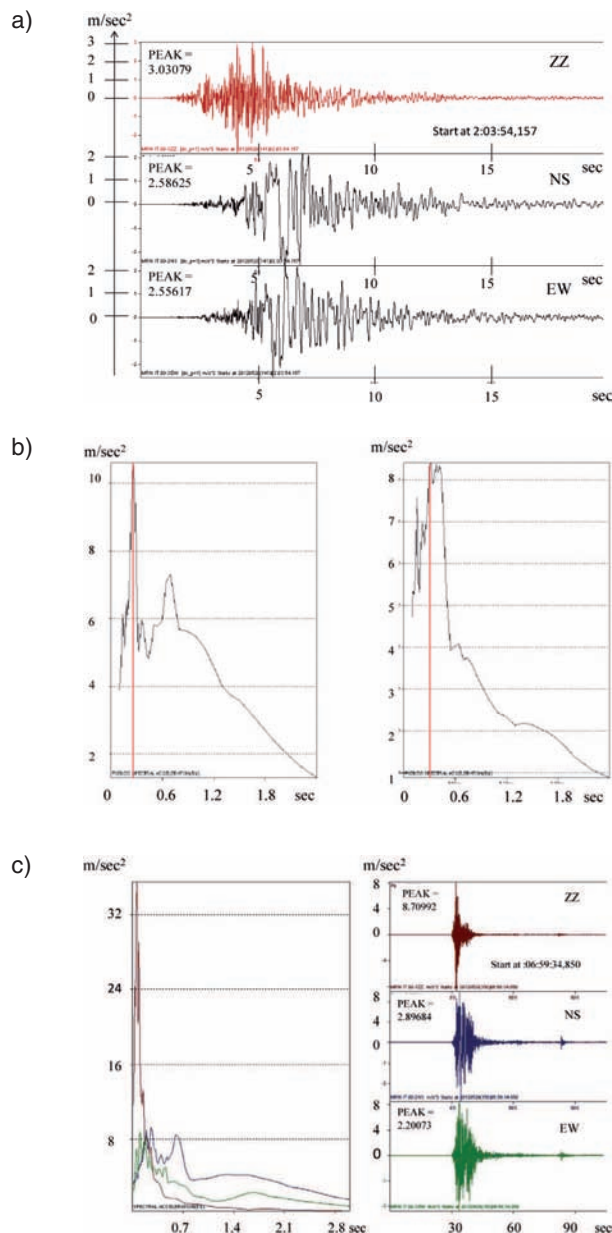 a)
m/sec²
3
2
1
0
PEAK =
3.03079
ZZ
Start at 2:03:54,157
5 10 15 sec
2
1
0
PEAK =
2.58625
NS
5 10 15 sec
2
1
0
PEAK =
2.55617
EW
5 10 15 sec
b)
m/sec²
10
8
6
4
2
0 0.6 1.2 1.8 sec
m/sec²
8
7
6
5
4
3
2
1
0 0.6 1.2 1.8 sec
c)
m/sec²
32
24
16
8
0.7 1.4 2.1 2.8 sec
m/sec²
8
4
0
PEAK =
8.70992
ZZ
Start at :06:59:34,850
8
4
0
PEAK =
2.89684
NS
8
4
0
PEAK =
2.20073
EW
30 60 90 sec